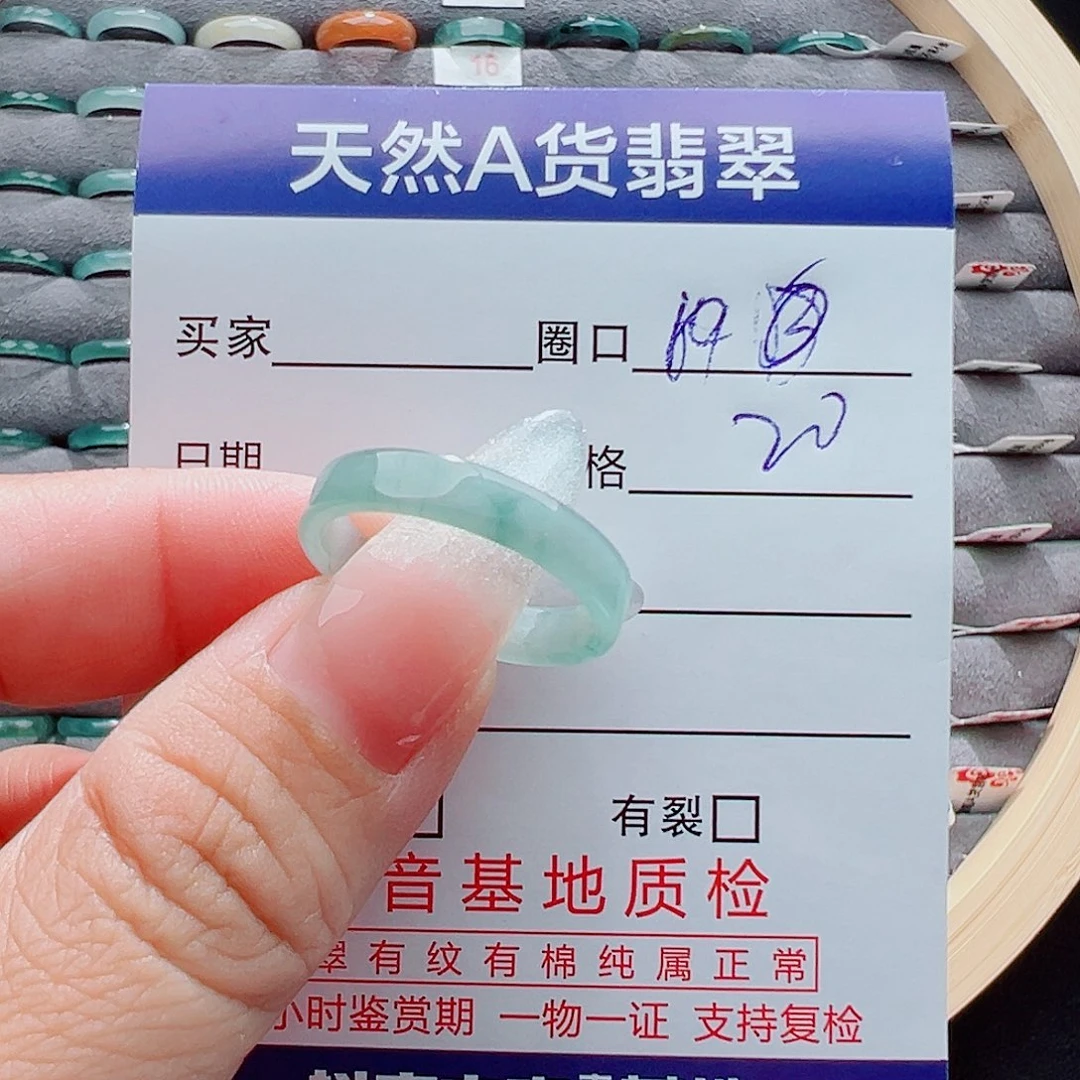 16
天然A货翡翠
买家 圈口 19
20
日期 格
有裂
音基地质检
翠有纹有棉纯属正常
小时鉴赏期 一物一证 支持复检